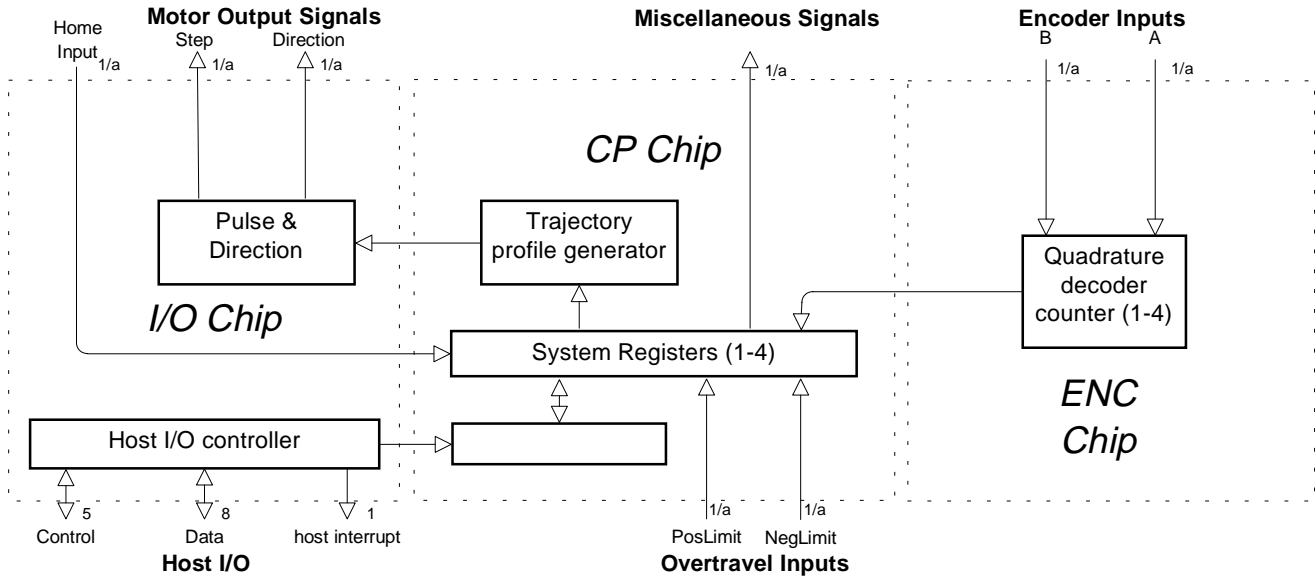 Motor Output Signals
Miscellaneous Signals
Encoder Inputs
Home
Input
Step
Direction
B
A
1/a
1/a
1/a
1/a
1/a
1/a
CP Chip
Pulse &
Direction
Trajectory
profile generator
Quadrature
decoder
counter (1-4)
I/O Chip
System Registers (1-4)
ENC
Chip
Host I/O controller
5
8
1
1/a
1/a
Control
Data
host interrupt
PosLimit
NegLimit
Host I/O
Overtravel Inputs